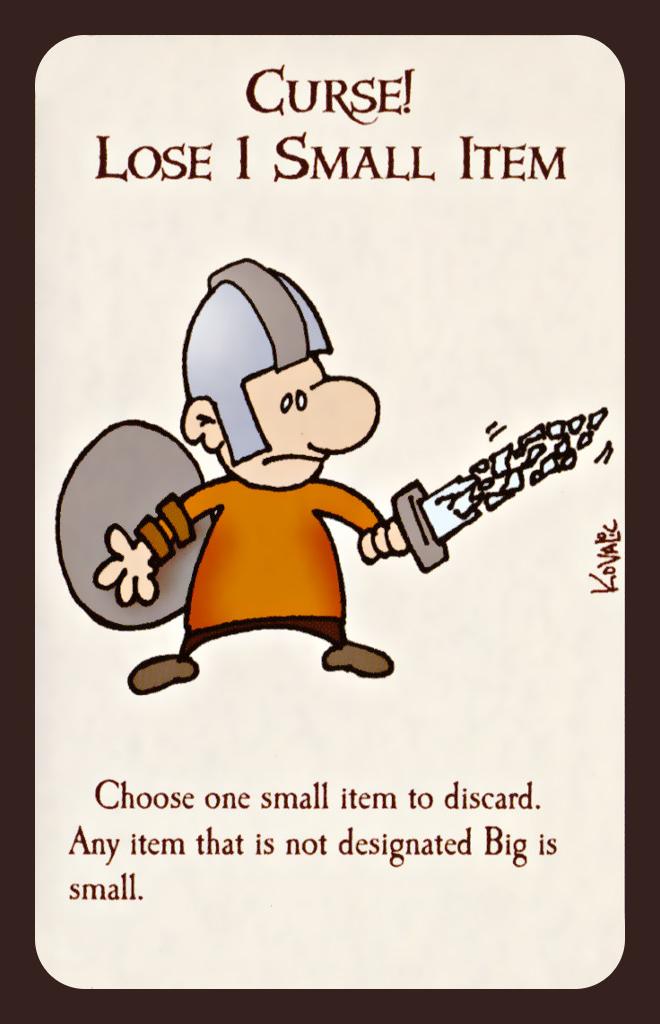 Curse!
Lose 1 Small Item
Kovalic
Choose one small item to discard.
Any item that is not designated Big is
small.